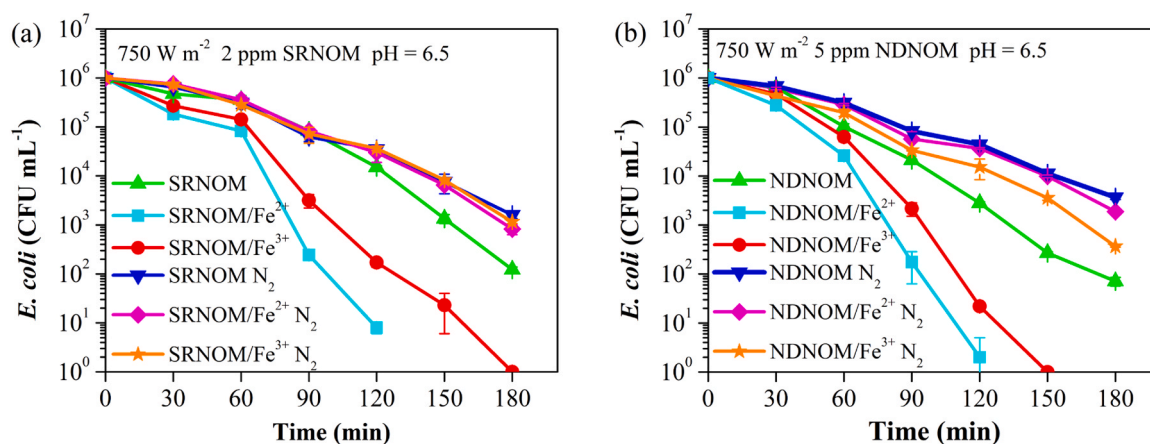 (a)
750 W m⁻² 2 ppm SRNOM pH = 6.5
E. coli (CFU mL⁻¹)
10⁶
10⁵
10⁴
10³
10²
10¹
10⁰
SRNOM
SRNOM/Fe²⁺
SRNOM/Fe³⁺
SRNOM N₂
SRNOM/Fe²⁺ N₂
SRNOM/Fe³⁺ N₂
0 30 60 90 120 150 180
Time (min)
(b)
750 W m⁻² 5 ppm NDNOM pH = 6.5
E. coli (CFU mL⁻¹)
10⁶
10⁵
10⁴
10³
10²
10¹
10⁰
NDNOM
NDNOM/Fe²⁺
NDNOM/Fe³⁺
NDNOM N₂
NDNOM/Fe²⁺ N₂
NDNOM/Fe³⁺ N₂
0 30 60 90 120 150 180
Time (min)